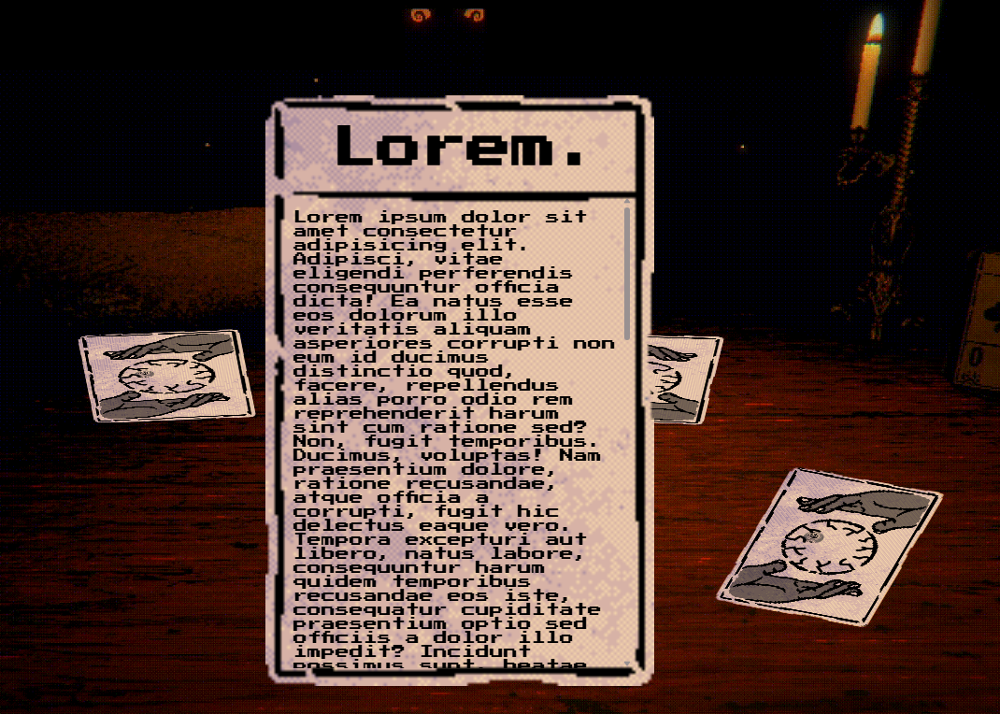 Lorem.
Lorem ipsum dolor sit
amet consectetur
adipisicing elit.
Adipisci, vitae
eligendi perferendis
consequuntur officia
dicta! Ea natus esse
eos dolorum illo
veritatis aliquam
asperiores corrupti non
eum id ducimus
distinctio quod,
facere, repellendus
alias porro odio rem
reprehenderit harum
sint cum ratione sed?
Non, fugit temporibus.
Ducimus, voluptas! Nam
praesentium dolore,
ratione recusandae,
atque officia a
corrupti, fugit hic
delectus eaque vero.
Tempora excepturi aut
libero, natus labore,
consequuntur harum
quidem temporibus
recusandae eos iste,
consequatur cupiditate
praesentium optio sed
officiis a dolor illo
impedit? Incidunt
possimus sunt, beatae
0